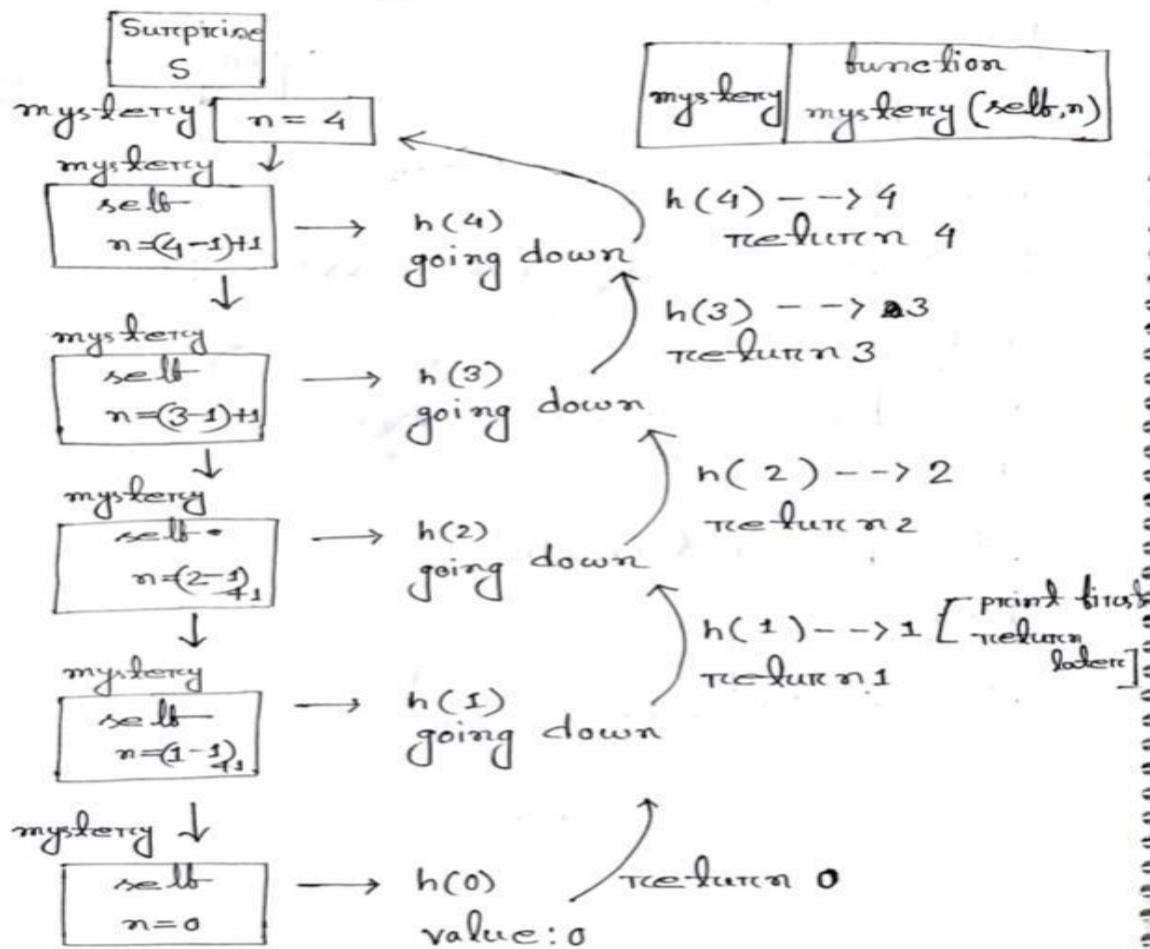 Surprise
S
mystery
n = 4
mystery
function
mystery (self, n)
mystery
self
n=(4-1)+1
h(4)
going down
h(4) --> 4
return 4
mystery
self
n=(3-1)+1
h(3)
going down
h(3) --> 3
return 3
mystery
self
n=(2-1)
+1
h(2)
going down
h(2) --> 2
return 2
mystery
self
n=(1-1)
+1
h(1)
going down
h(1) --> 1 [print first
return
later]
return 1
mystery
self
n=0
h(0)
value: 0
return 0